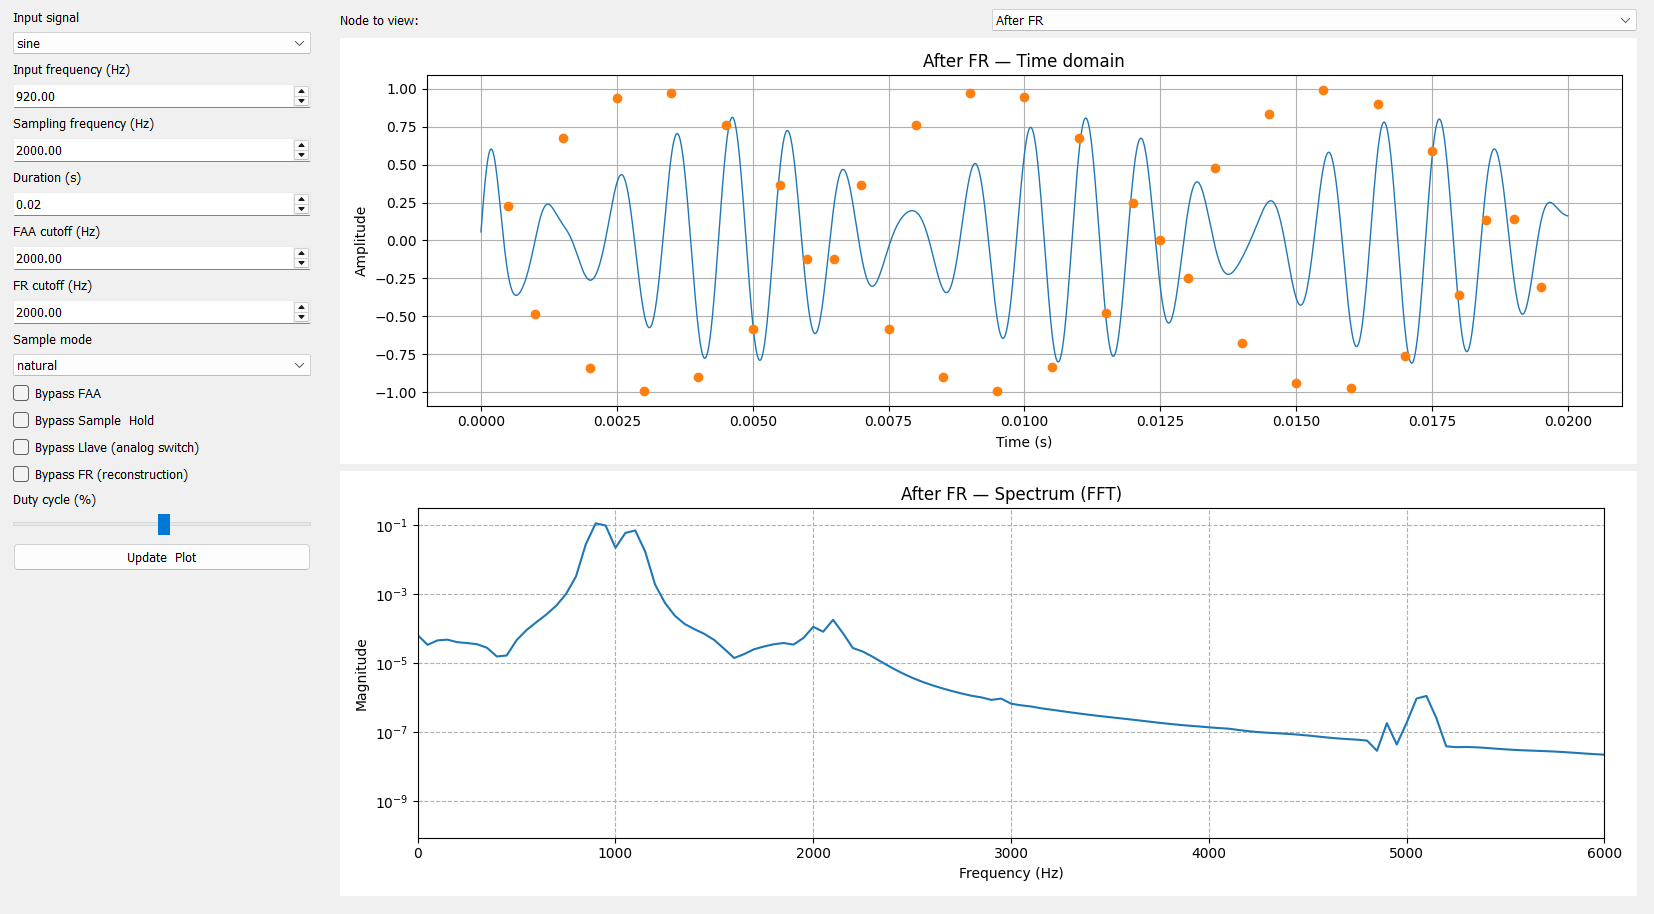 Input signal
sine
Input frequency (Hz)
920.00
Sampling frequency (Hz)
2000.00
Duration (s)
0.02
FAA cutoff (Hz)
2000.00
FR cutoff (Hz)
2000.00
Sample mode
natural
Bypass FAA
Bypass Sample  Hold
Bypass Llave (analog switch)
Bypass FR (reconstruction)
Duty cycle (%)
Update  Plot
Node to view:
After FR
After FR — Time domain
1.00
0.75
0.50
0.25
0.00
−0.25
−0.50
−0.75
−1.00
Amplitude
0.0000 0.0025 0.0050 0.0075 0.0100 0.0125 0.0150 0.0175 0.0200
Time (s)
After FR — Spectrum (FFT)
10⁻¹
10⁻³
10⁻⁵
10⁻⁷
10⁻⁹
Magnitude
0 1000 2000 3000 4000 5000 6000
Frequency (Hz)